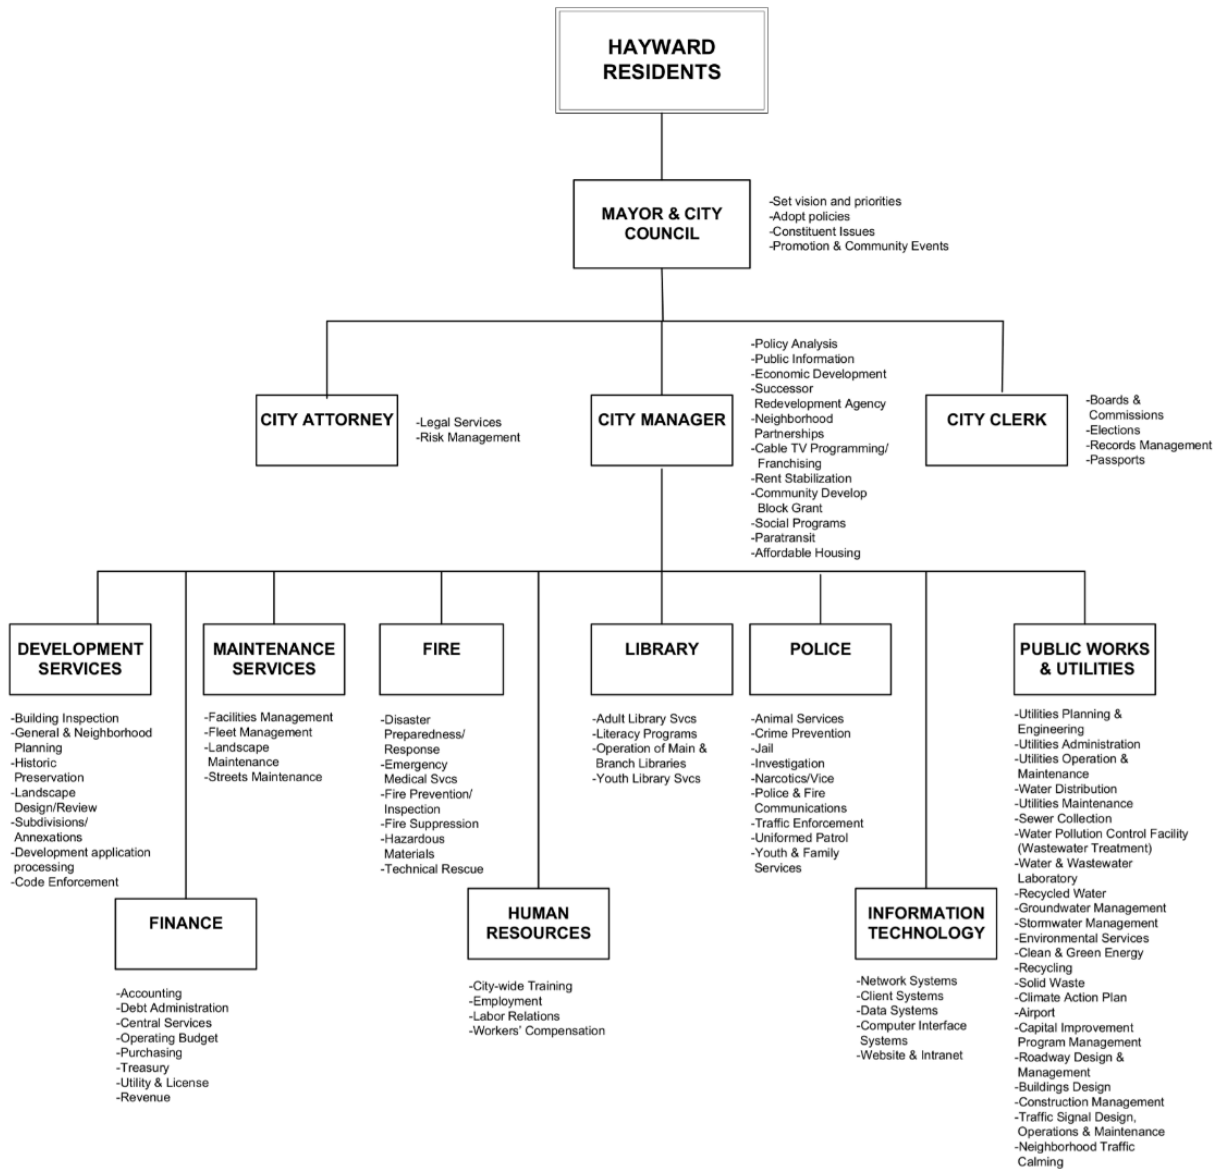 HAYWARD
RESIDENTS
MAYOR & CITY
COUNCIL
-Set vision and priorities
-Adopt policies
-Constituent Issues
-Promotion & Community Events
CITY ATTORNEY
-Legal Services
-Risk Management
CITY MANAGER
-Policy Analysis
-Public Information
-Economic Development
-Successor
Redevelopment Agency
-Neighborhood
Partnerships
-Cable TV Programming/
Franchising
-Rent Stabilization
-Community Develop
Block Grant
-Social Programs
-Paratransit
-Affordable Housing
CITY CLERK
-Boards &
Commissions
-Elections
-Records Management
-Passports
DEVELOPMENT
SERVICES
-Building Inspection
-General & Neighborhood
Planning
-Historic
Preservation
-Landscape
Design/Review
-Subdivisions/
Annexations
-Development application
processing
-Code Enforcement
FINANCE
-Accounting
-Debt Administration
-Central Services
-Operating Budget
-Purchasing
-Treasury
-Utility & License
-Revenue
MAINTENANCE
SERVICES
-Facilities Management
-Fleet Management
-Landscape
Maintenance
-Streets Maintenance
FIRE
-Disaster
Preparedness/
Response
-Emergency
Medical Svcs
-Fire Prevention/
Inspection
-Fire Suppression
-Hazardous
Materials
-Technical Rescue
HUMAN
RESOURCES
-City-wide Training
-Employment
-Labor Relations
-Workers' Compensation
LIBRARY
-Adult Library Svcs
-Literacy Programs
-Operation of Main &
Branch Libraries
-Youth Library Svcs
POLICE
-Animal Services
-Crime Prevention
-Jail
-Investigation
-Narcotics/Vice
-Police & Fire
Communications
-Traffic Enforcement
-Uniformed Patrol
-Youth & Family
Services
INFORMATION
TECHNOLOGY
-Network Systems
-Client Systems
-Data Systems
-Computer Interface
Systems
-Website & Intranet
PUBLIC WORKS
& UTILITIES
-Utilities Planning &
Engineering
-Utilities Administration
-Utilities Operation &
Maintenance
-Water Distribution
-Utilities Maintenance
-Sewer Collection
-Water Pollution Control Facility
(Wastewater Treatment)
-Water & Wastewater
Laboratory
-Recycled Water
-Groundwater Management
-Stormwater Management
-Environmental Services
-Clean & Green Energy
-Recycling
-Solid Waste
-Climate Action Plan
-Airport
-Capital Improvement
Program Management
-Roadway Design &
Management
-Buildings Design
-Construction Management
-Traffic Signal Design,
Operations & Maintenance
-Neighborhood Traffic
Calming